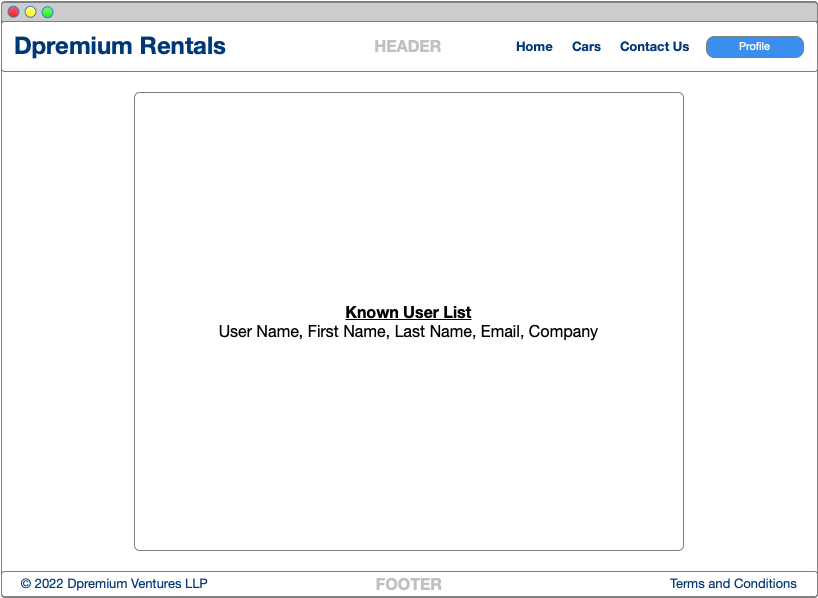 Dpremium Rentals
HEADER
Home
Cars
Contact Us
Profile
Known User List
User Name, First Name, Last Name, Email, Company
© 2022 Dpremium Ventures LLP
FOOTER
Terms and Conditions